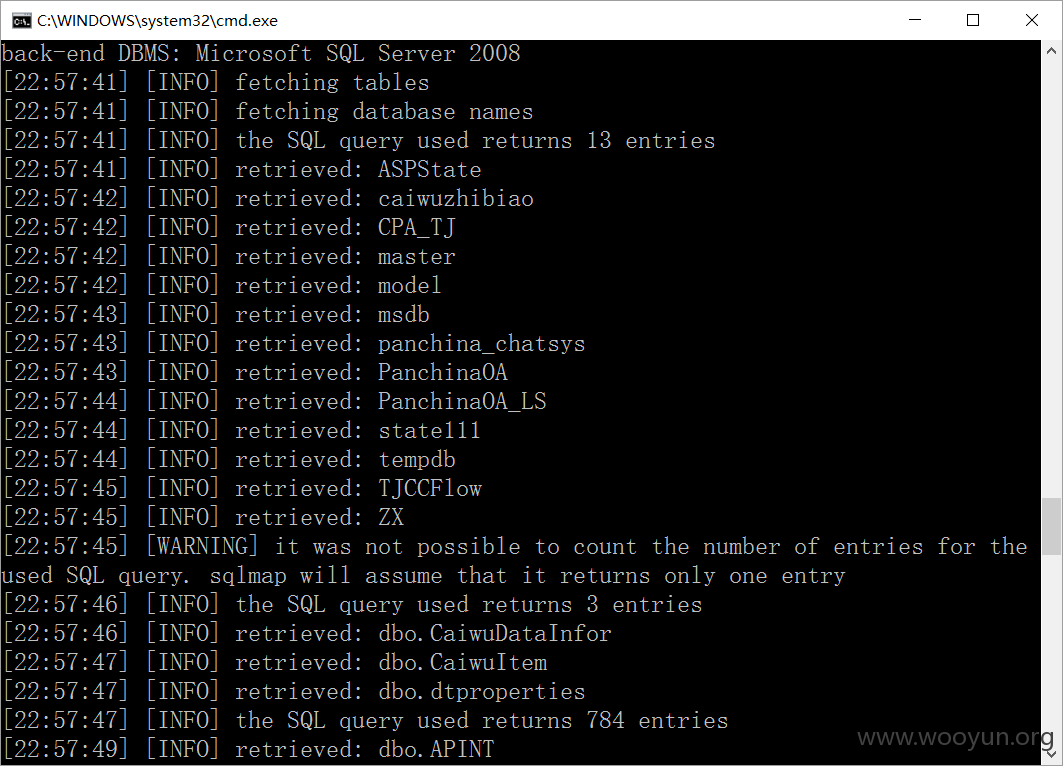 C:\WINDOWS\system32\cmd.exe
back-end DBMS: Microsoft SQL Server 2008
[22:57:41] [INFO] fetching tables
[22:57:41] [INFO] fetching database names
[22:57:41] [INFO] the SQL query used returns 13 entries
[22:57:41] [INFO] retrieved: ASPState
[22:57:42] [INFO] retrieved: caiwuzhibiao
[22:57:42] [INFO] retrieved: CPA_TJ
[22:57:42] [INFO] retrieved: master
[22:57:42] [INFO] retrieved: model
[22:57:43] [INFO] retrieved: msdb
[22:57:43] [INFO] retrieved: panchina_chatsys
[22:57:43] [INFO] retrieved: PanchinaOA
[22:57:44] [INFO] retrieved: PanchinaOA_LS
[22:57:44] [INFO] retrieved: state111
[22:57:44] [INFO] retrieved: tempdb
[22:57:45] [INFO] retrieved: TJCCFlow
[22:57:45] [INFO] retrieved: ZX
[22:57:45] [WARNING] it was not possible to count the number of entries for the
used SQL query. sqlmap will assume that it returns only one entry
[22:57:46] [INFO] the SQL query used returns 3 entries
[22:57:46] [INFO] retrieved: dbo.CaiwuDataInfor
[22:57:47] [INFO] retrieved: dbo.CaiwuItem
[22:57:47] [INFO] retrieved: dbo.dtproperties
[22:57:47] [INFO] the SQL query used returns 784 entries
[22:57:49] [INFO] retrieved: dbo.APINT
www.wooyun.org